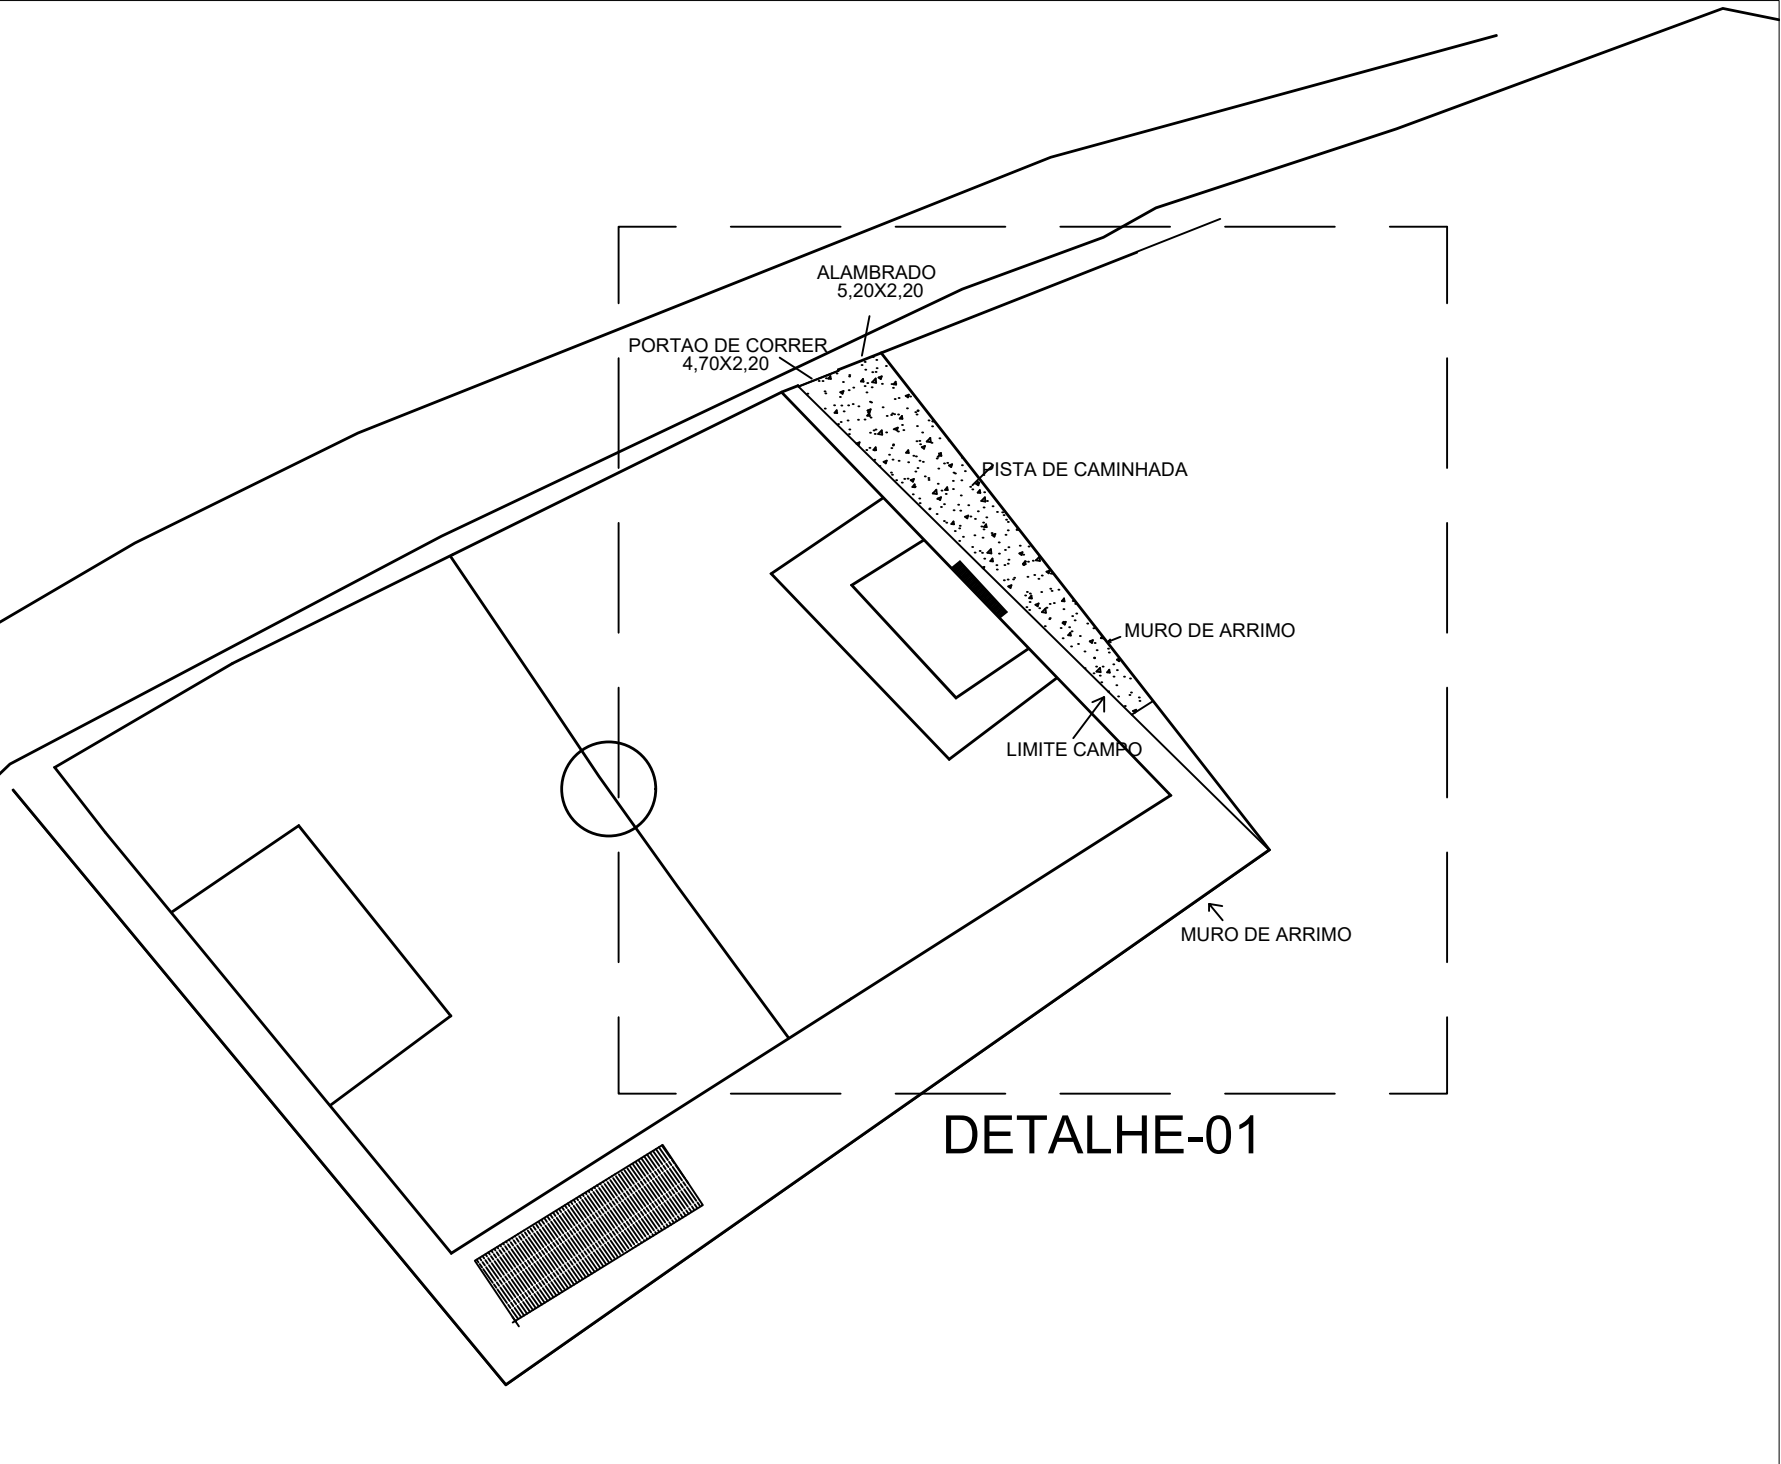 ALAMBRADO
5,20X2,20
PORTAO DE CORRER
4,70X2,20
PISTA DE CAMINHADA
MURO DE ARRIMO
LIMITE CAMPO
MURO DE ARRIMO
DETALHE-01